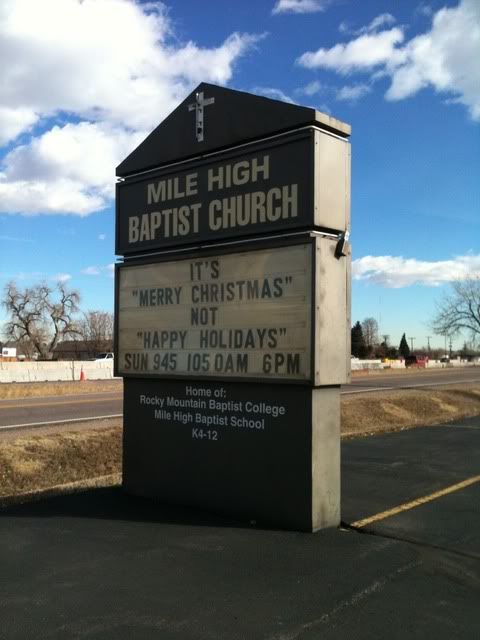 MILE HIGH
BAPTIST CHURCH
IT'S
"MERRY CHRISTMAS"
NOT
"HAPPY HOLIDAYS"
SUN 945 105OAM 6PM
Home of:
Rocky Mountain Baptist College
Mile High Baptist School
K4-12